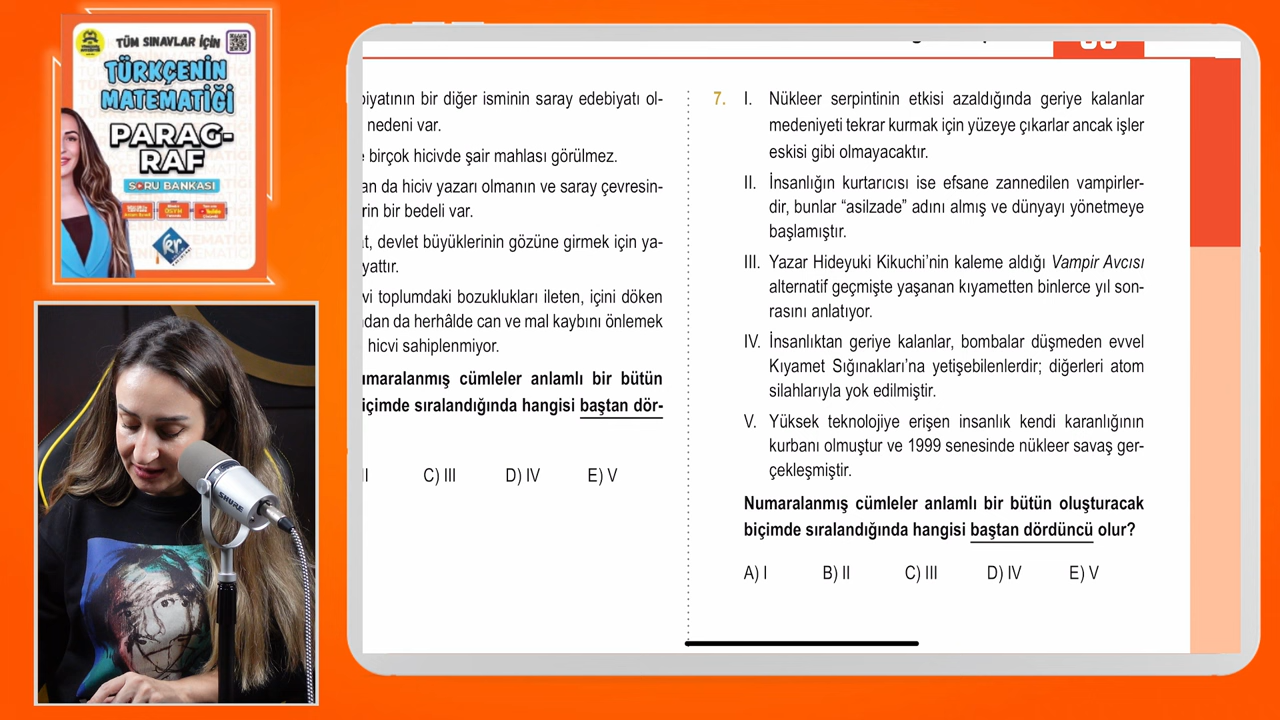 TÜM SINAVLAR İÇİN
TÜRKÇENİN
MATEMATİĞİ
PARAG-
RAF
SORU BANKASI
kr
SHURE
biyatının bir diğer isminin saray edebiyatı ol-
nedeni var.
birçok hicivde şair mahlası görülmez.
an da hiciv yazarı olmanın ve saray çevresin-
rin bir bedeli var.
at, devlet büyüklerinin gözüne girmek için ya-
yattır.
vi toplumdaki bozuklukları ileten, içini döken
ından da herhâlde can ve mal kaybını önlemek
hicvi sahiplenmiyor.
umaralanmış cümleler anlamlı bir bütün
içimde sıralandığında hangisi baştan dör-
II C) III D) IV E) V
7. I. Nükleer serpintinin etkisi azaldığında geriye kalanlar
medeniyeti tekrar kurmak için yüzeye çıkarlar ancak işler
eskisi gibi olmayacaktır.
II. İnsanlığın kurtarıcısı ise efsane zannedilen vampirler-
dir, bunlar “asilzade” adını almış ve dünyayı yönetmeye
başlamıştır.
III. Yazar Hideyuki Kikuchi’nin kaleme aldığı Vampir Avcısı
alternatif geçmişte yaşanan kıyametten binlerce yıl son-
rasını anlatıyor.
IV. İnsanlıktan geriye kalanlar, bombalar düşmeden evvel
Kıyamet Sığınakları’na yetişebilenlerdir; diğerleri atom
silahlarıyla yok edilmiştir.
V. Yüksek teknolojiye erişen insanlık kendi karanlığının
kurbanı olmuştur ve 1999 senesinde nükleer savaş ger-
çekleşmiştir.
Numaralanmış cümleler anlamlı bir bütün oluşturacak
biçimde sıralandığında hangisi baştan dördüncü olur?
A) I B) II C) III D) IV E) V